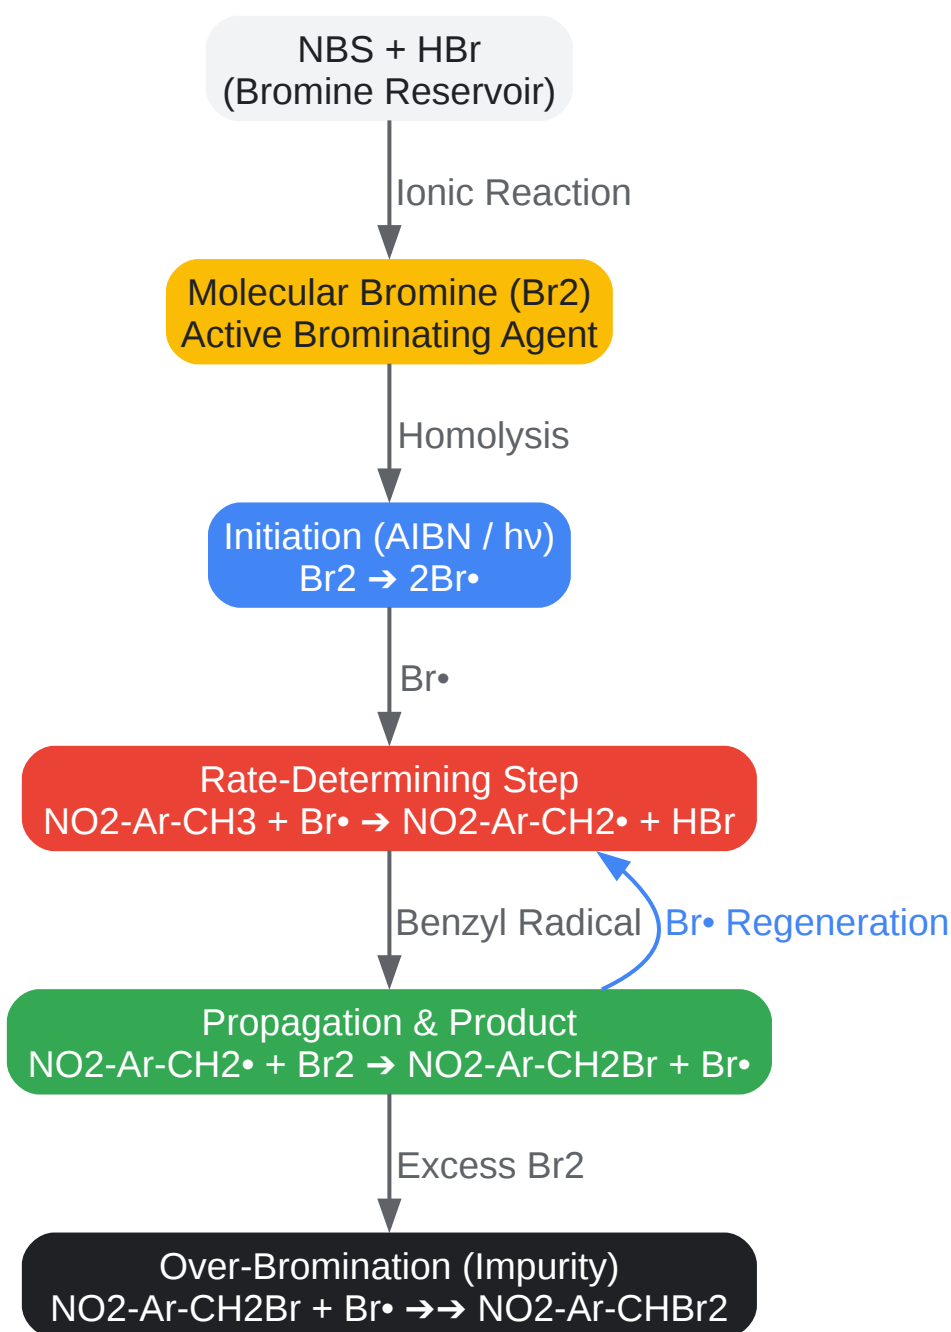 NBS + HBr
(Bromine Reservoir)
Ionic Reaction
Molecular Bromine (Br2)
Active Brominating Agent
Homolysis
Initiation (AIBN / hν)
Br2 ➔ 2Br•
Br•
Rate-Determining Step
NO2-Ar-CH3 + Br• ➔ NO2-Ar-CH2• + HBr
Benzyl Radical
Br• Regeneration
Propagation & Product
NO2-Ar-CH2• + Br2 ➔ NO2-Ar-CH2Br + Br•
Excess Br2
Over-Bromination (Impurity)
NO2-Ar-CH2Br + Br• ➔➔ NO2-Ar-CHBr2